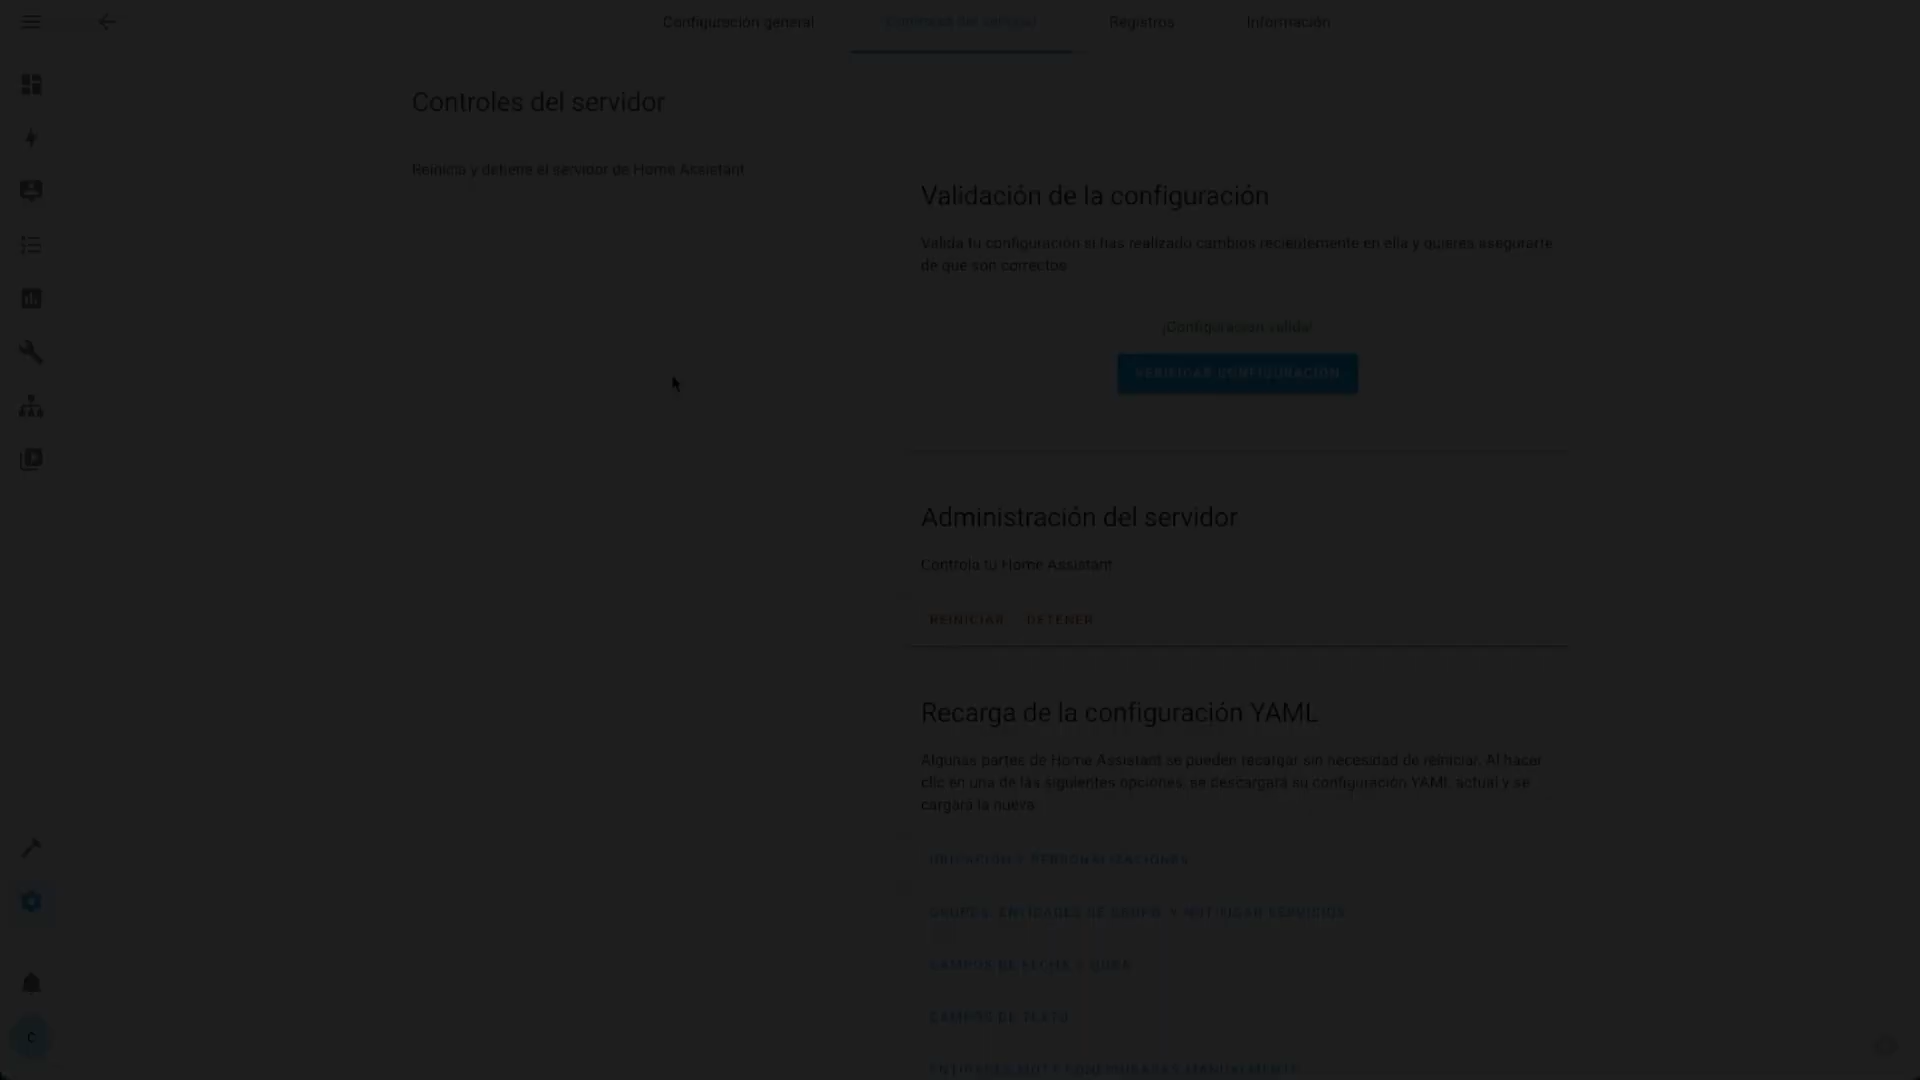 Configuración general
Controles del servidor
Registros
Información
Controles del servidor
Reinicia y detiene el servidor de Home Assistant
Validación de la configuración
Valida tu configuración si has realizado cambios recientemente en ella y quieres asegurarte
de que son correctos
¡Configuración válida!
VERIFICAR CONFIGURACIÓN
Administración del servidor
Controla tu Home Assistant
REINICIAR
DETENER
Recarga de la configuración YAML
Algunas partes de Home Assistant se pueden recargar sin necesidad de reiniciar. Al hacer
clic en una de las siguientes opciones, se descargará su configuración YAML actual y se
cargará la nueva.
UBICACIÓN Y PERSONALIZACIONES
GRUPOS, ENTIDADES DE GRUPO, Y NOTIFICAR SERVICIOS
CAMPOS DE FECHA Y HORA
CAMPOS DE TEXTO
C